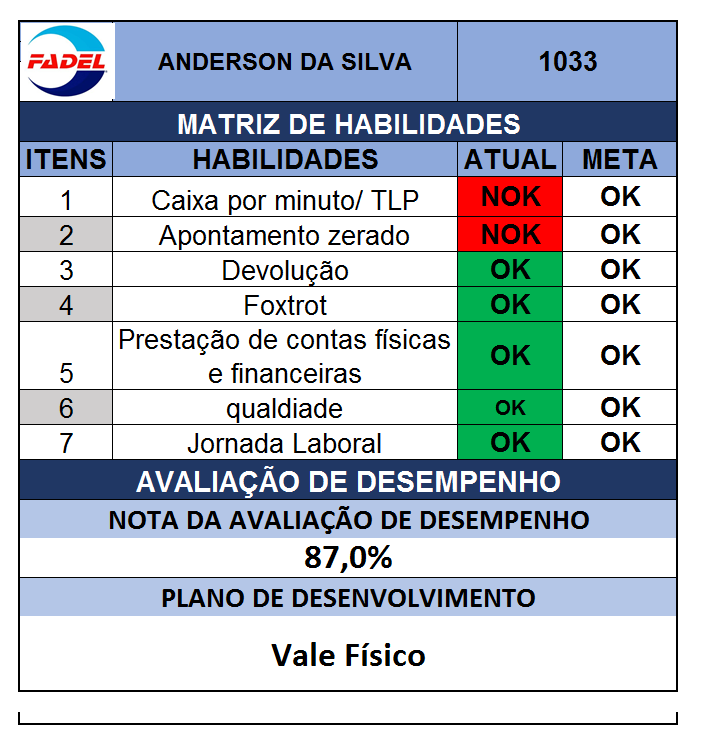 FADEL
ANDERSON DA SILVA 1033
MATRIZ DE HABILIDADES
ITENS HABILIDADES ATUAL META
1 Caixa por minuto/ TLP NOK OK
2 Apontamento zerado NOK OK
3 Devolução OK OK
4 Foxtrot OK OK
5 Prestação de contas físicas
e financeiras OK OK
6 qualdiade OK OK
7 Jornada Laboral OK OK
AVALIAÇÃO DE DESEMPENHO
NOTA DA AVALIAÇÃO DE DESEMPENHO
87,0%
PLANO DE DESENVOLVIMENTO
Vale Físico